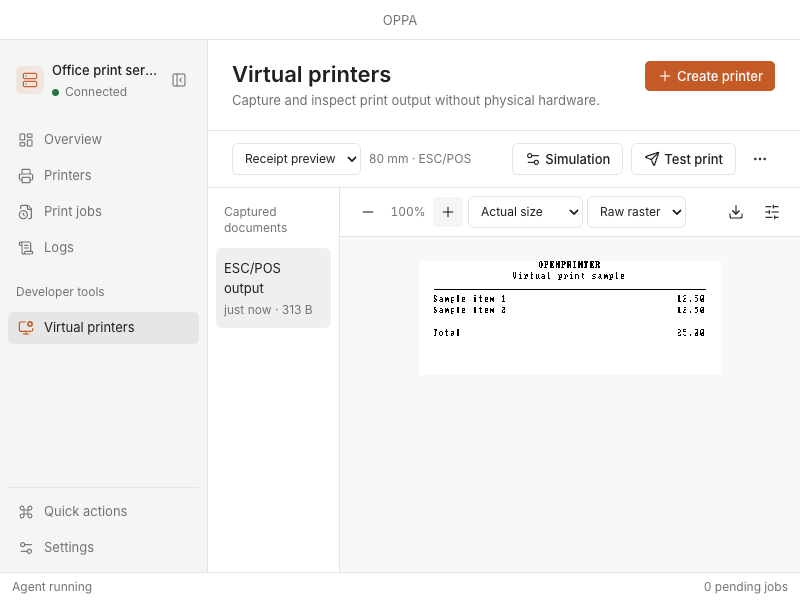 OPPA
Office print ser...
Connected
Overview
Printers
Print jobs
Logs
Developer tools
Virtual printers
Quick actions
Settings
Virtual printers
Capture and inspect print output without physical hardware.
Create printer
Receipt preview
80 mm · ESC/POS
Simulation
Test print
Captured
documents
ESC/POS
output
just now · 313 B
100%
Actual size
Raw raster
OPENPRINTER
Virtual print sample
Sample item 1 12.50
Sample item 2 12.50
Total 25.00
Agent running
0 pending jobs